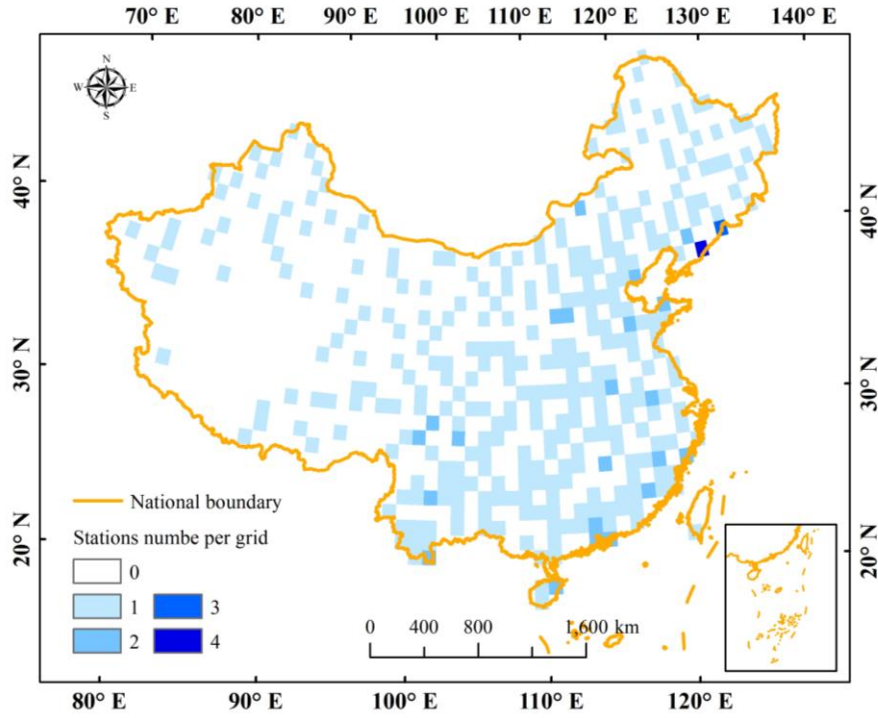 70° E 80° E 90° E 100° E 110° E 120° E 130° E 140° E
N
W E
S
40° N
40° N
30° N
30° N
20° N
20° N
National boundary
Stations numbe per grid
0
1 3
2 4
0 400 800 1,600 km
80° E 90° E 100° E 110° E 120° E